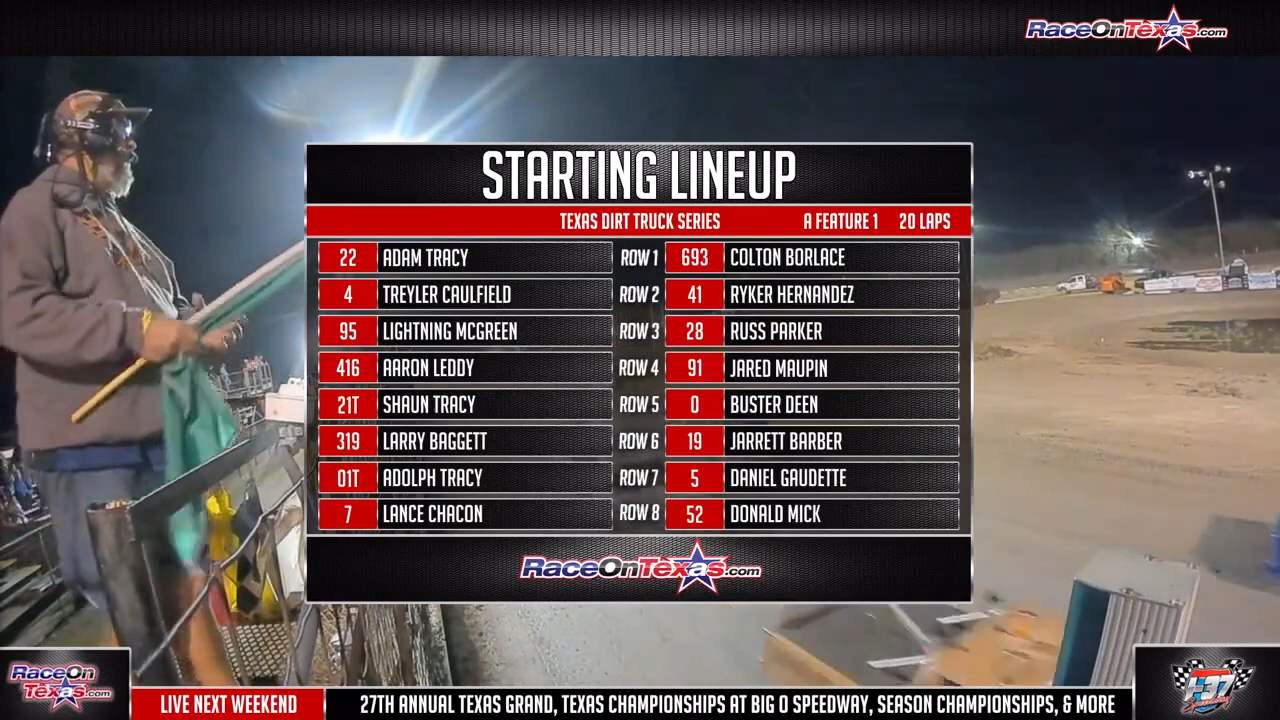 RaceOnTexas.com
STARTING LINEUP
TEXAS DIRT TRUCK SERIES A FEATURE 1 20 LAPS
22 ADAM TRACY ROW 1 693 COLTON BORLACE
4 TREYLER CAULFIELD ROW 2 41 RYKER HERNANDEZ
95 LIGHTNING MCGREEN ROW 3 28 RUSS PARKER
416 AARON LEDDY ROW 4 91 JARED MAUPIN
21T SHAUN TRACY ROW 5 0 BUSTER DEEN
319 LARRY BAGGETT ROW 6 19 JARRETT BARBER
01T ADOLPH TRACY ROW 7 5 DANIEL GAUDETTE
7 LANCE CHACON ROW 8 52 DONALD MICK
RaceOnTexas.com
RaceOn
Texas.com
LIVE NEXT WEEKEND 27TH ANNUAL TEXAS GRAND, TEXAS CHAMPIONSHIPS AT BIG O SPEEDWAY, SEASON CHAMPIONSHIPS, & MORE
I-37
Speedway